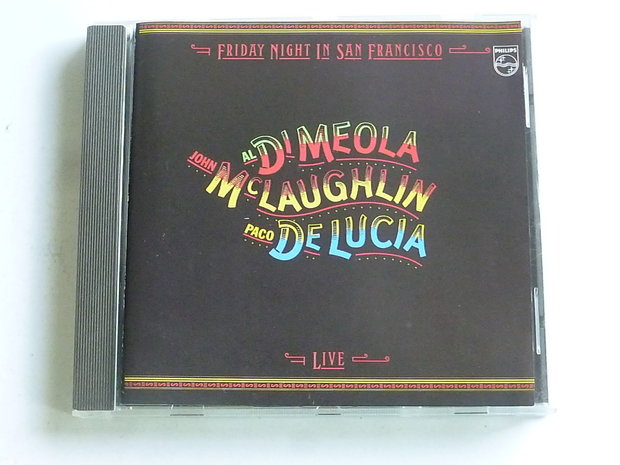 FRIDAY NIGHT IN SAN FRANCISCO
PHILIPS
AL DI MEOLA
JOHN MCLAUGHLIN
PACO DE LUCIA
LIVE